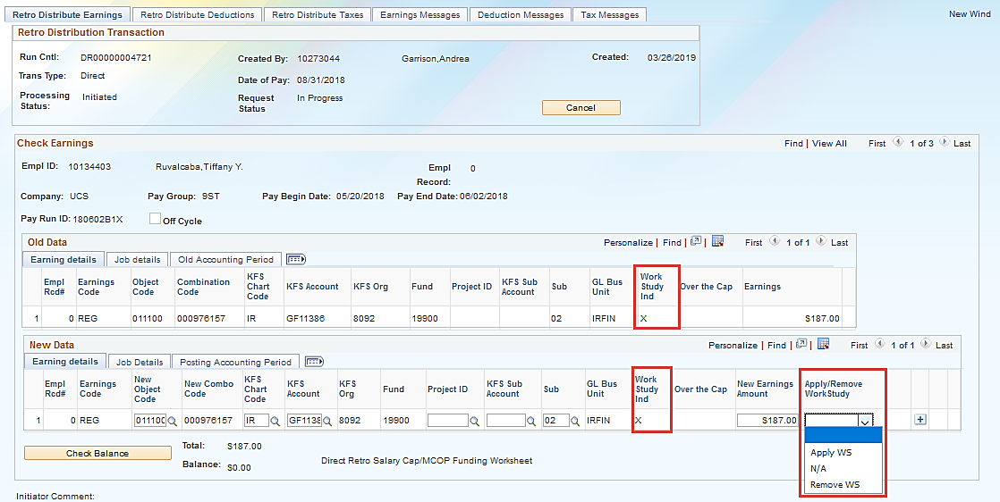 Retro Distribute Earnings Retro Distribute Deductions Retro Distribute Taxes Earnings Messages Deduction Messages Tax Messages New Wind
Retro Distribution Transaction
Run Cntl: DR00000004721 Created By: 10273044 Garrison,Andrea Created: 03/26/2019
Trans Type: Direct Date of Pay: 08/31/2018
Processing Status: Initiated Request Status In Progress Cancel
Check Earnings Find | View All First 1 of 3 Last
Empl ID: 10134403 Ruvalcaba,Tiffany Y. Empl Record: 0
Company: UCS Pay Group: 9ST Pay Begin Date: 05/20/2018 Pay End Date: 06/02/2018
Pay Run ID: 180602B1X Off Cycle
Old Data Personalize | Find | | First 1 of 1 Last
Earning details Job details Old Accounting Period
Empl Rcd# Earnings Code Object Code Combination Code KFS Chart Code KFS Account KFS Org Fund Project ID KFS Sub Account Sub GL Bus Unit Work Study Ind Over the Cap Earnings
1 0 REG 011100 000976157 IR GF11386 8092 19900 02 IRFIN X $187.00
New Data Personalize | Find | | First 1 of 1 Last
Earning details Job Details Posting Accounting Period
Empl Rcd# Earnings Code New Object Code New Combo Code KFS Chart Code KFS Account KFS Org Fund Project ID KFS Sub Account Sub GL Bus Unit Work Study Ind Over the Cap New Earnings Amount Apply/Remove WorkStudy
1 0 REG 011100 000976157 IR GF1138 8092 19900 02 IRFIN X $187.00
Apply WS
N/A
Remove WS
Check Balance Total: $187.00
Balance: $0.00 Direct Retro Salary Cap/MCOP Funding Worksheet
Initiator Comment: